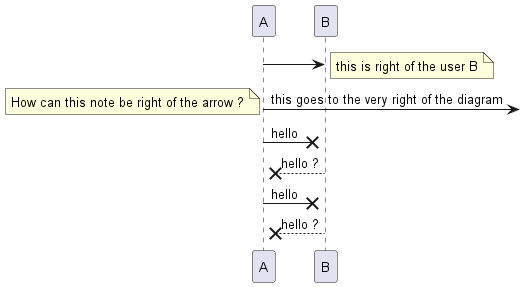 A B
this is right of the user B
How can this note be right of the arrow ? this goes to the very right of the diagram
hello
hello ?
hello
hello ?
A B